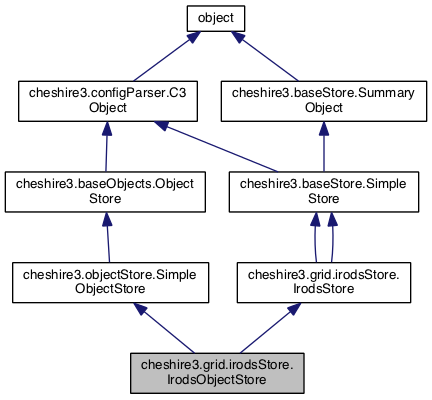 object
cheshire3.configParser.C3
Object
cheshire3.baseStore.Summary
Object
cheshire3.baseObjects.Object
Store
cheshire3.baseStore.Simple
Store
cheshire3.objectStore.Simple
ObjectStore
cheshire3.grid.irodsStore.
IrodsStore
cheshire3.grid.irodsStore.
IrodsObjectStore